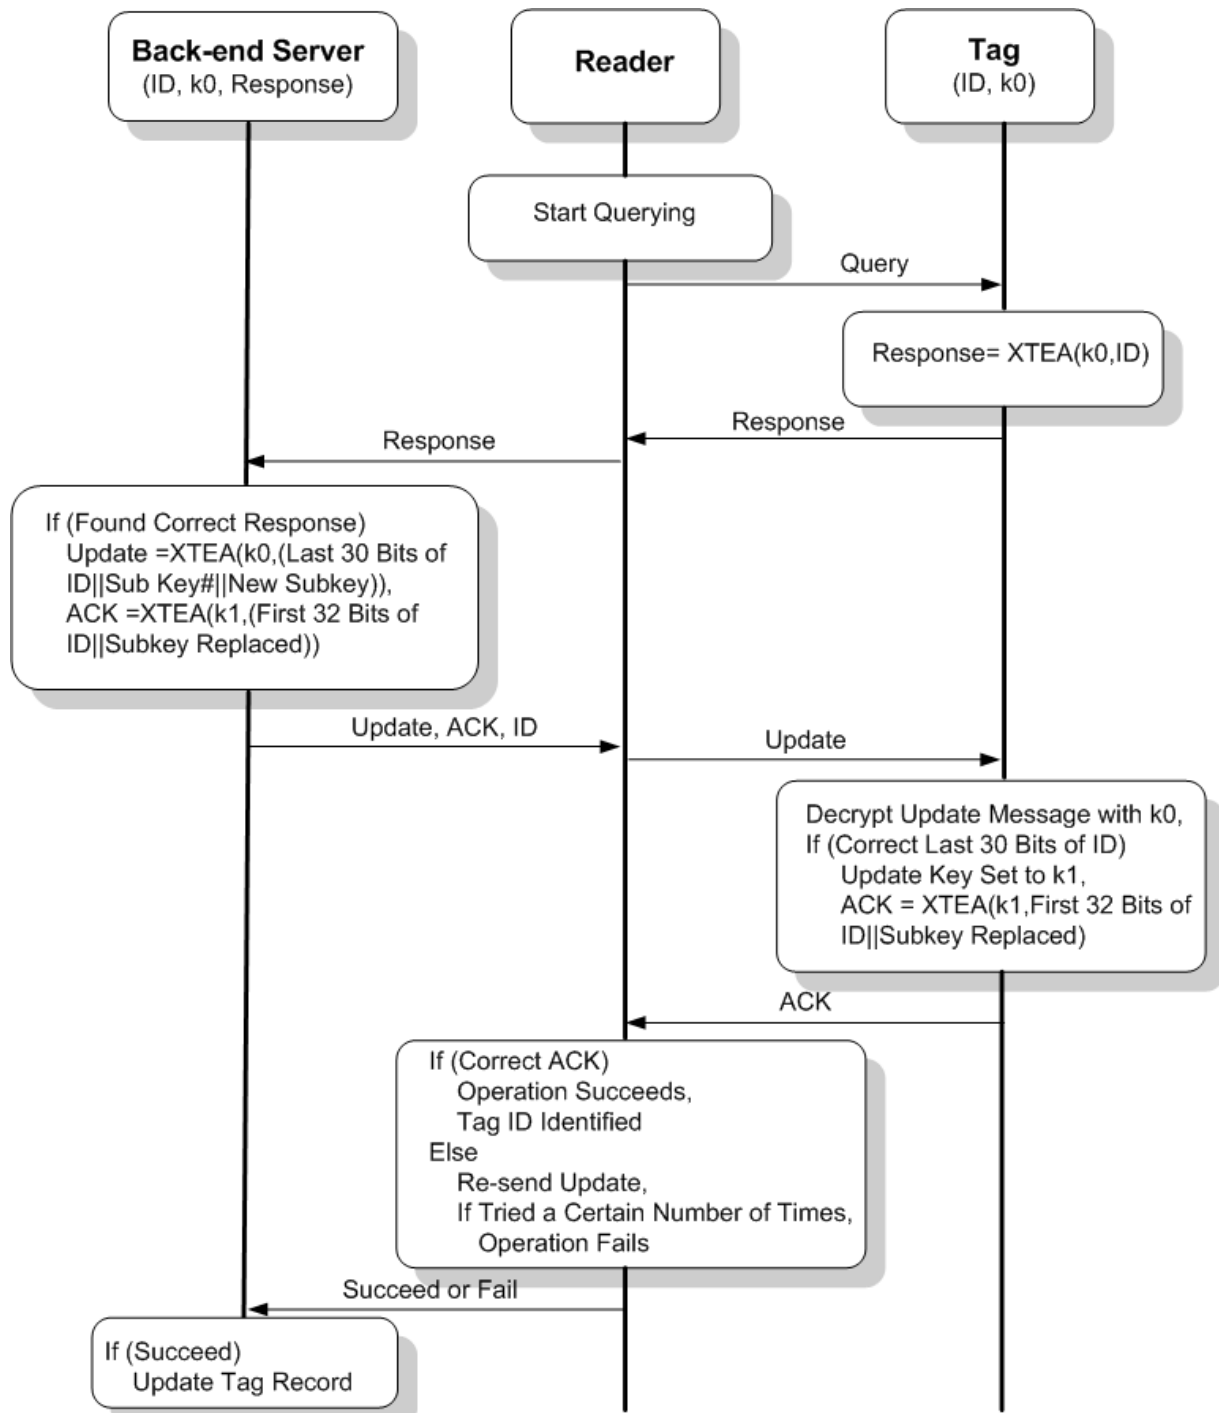 Back-end Server
(ID, k0, Response)
Reader
Tag
(ID, k0)
Start Querying
Query
Response= XTEA(k0,ID)
Response
Response
If (Found Correct Response)
Update =XTEA(k0,(Last 30 Bits of
ID||Sub Key#||New Subkey)),
ACK =XTEA(k1,(First 32 Bits of
ID||Subkey Replaced))
Update, ACK, ID
Update
Decrypt Update Message with k0,
If (Correct Last 30 Bits of ID)
Update Key Set to k1,
ACK = XTEA(k1,First 32 Bits of
ID||Subkey Replaced)
ACK
If (Correct ACK)
Operation Succeeds,
Tag ID Identified
Else
Re-send Update,
If Tried a Certain Number of Times,
Operation Fails
Succeed or Fail
If (Succeed)
Update Tag Record